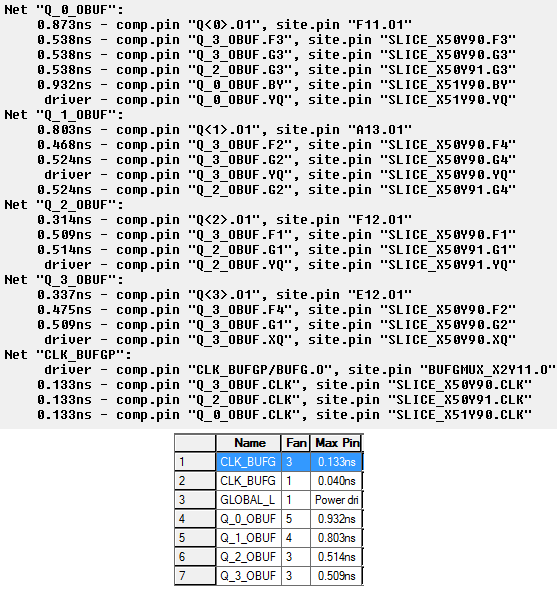 Net "Q_0_OBUF":
0.873ns - comp.pin "Q<0>.O1", site.pin "F11.O1"
0.538ns - comp.pin "Q_3_OBUF.F3", site.pin "SLICE_X50Y90.F3"
0.538ns - comp.pin "Q_3_OBUF.G3", site.pin "SLICE_X50Y90.G3"
0.538ns - comp.pin "Q_2_OBUF.G3", site.pin "SLICE_X50Y91.G3"
0.932ns - comp.pin "Q_0_OBUF.BY", site.pin "SLICE_X51Y90.BY"
driver - comp.pin "Q_0_OBUF.YQ", site.pin "SLICE_X51Y90.YQ"
Net "Q_1_OBUF":
0.803ns - comp.pin "Q<1>.O1", site.pin "A13.O1"
0.468ns - comp.pin "Q_3_OBUF.F2", site.pin "SLICE_X50Y90.F4"
0.524ns - comp.pin "Q_3_OBUF.G2", site.pin "SLICE_X50Y90.G4"
driver - comp.pin "Q_3_OBUF.YQ", site.pin "SLICE_X50Y90.YQ"
0.524ns - comp.pin "Q_2_OBUF.G2", site.pin "SLICE_X50Y91.G4"
Net "Q_2_OBUF":
0.314ns - comp.pin "Q<2>.O1", site.pin "F12.O1"
0.509ns - comp.pin "Q_3_OBUF.F1", site.pin "SLICE_X50Y90.F1"
0.514ns - comp.pin "Q_2_OBUF.G1", site.pin "SLICE_X50Y91.G1"
driver - comp.pin "Q_2_OBUF.YQ", site.pin "SLICE_X50Y91.YQ"
Net "Q_3_OBUF":
0.337ns - comp.pin "Q<3>.O1", site.pin "E12.O1"
0.475ns - comp.pin "Q_3_OBUF.F4", site.pin "SLICE_X50Y90.F2"
0.509ns - comp.pin "Q_3_OBUF.G1", site.pin "SLICE_X50Y90.G2"
driver - comp.pin "Q_3_OBUF.XQ", site.pin "SLICE_X50Y90.XQ"
Net "CLK_BUFGP":
driver - comp.pin "CLK_BUFGP/BUFG.O", site.pin "BUFGMUX_X2Y11.O"
0.133ns - comp.pin "Q_3_OBUF.CLK", site.pin "SLICE_X50Y90.CLK"
0.133ns - comp.pin "Q_2_OBUF.CLK", site.pin "SLICE_X50Y91.CLK"
0.133ns - comp.pin "Q_0_OBUF.CLK", site.pin "SLICE_X51Y90.CLK"
Name Fan Max Pin
1 CLK_BUFG 3 0.133ns
2 CLK_BUFG 1 0.040ns
3 GLOBAL_L 1 Power dri
4 Q_0_OBUF 5 0.932ns
5 Q_1_OBUF 4 0.803ns
6 Q_2_OBUF 3 0.514ns
7 Q_3_OBUF 3 0.509ns